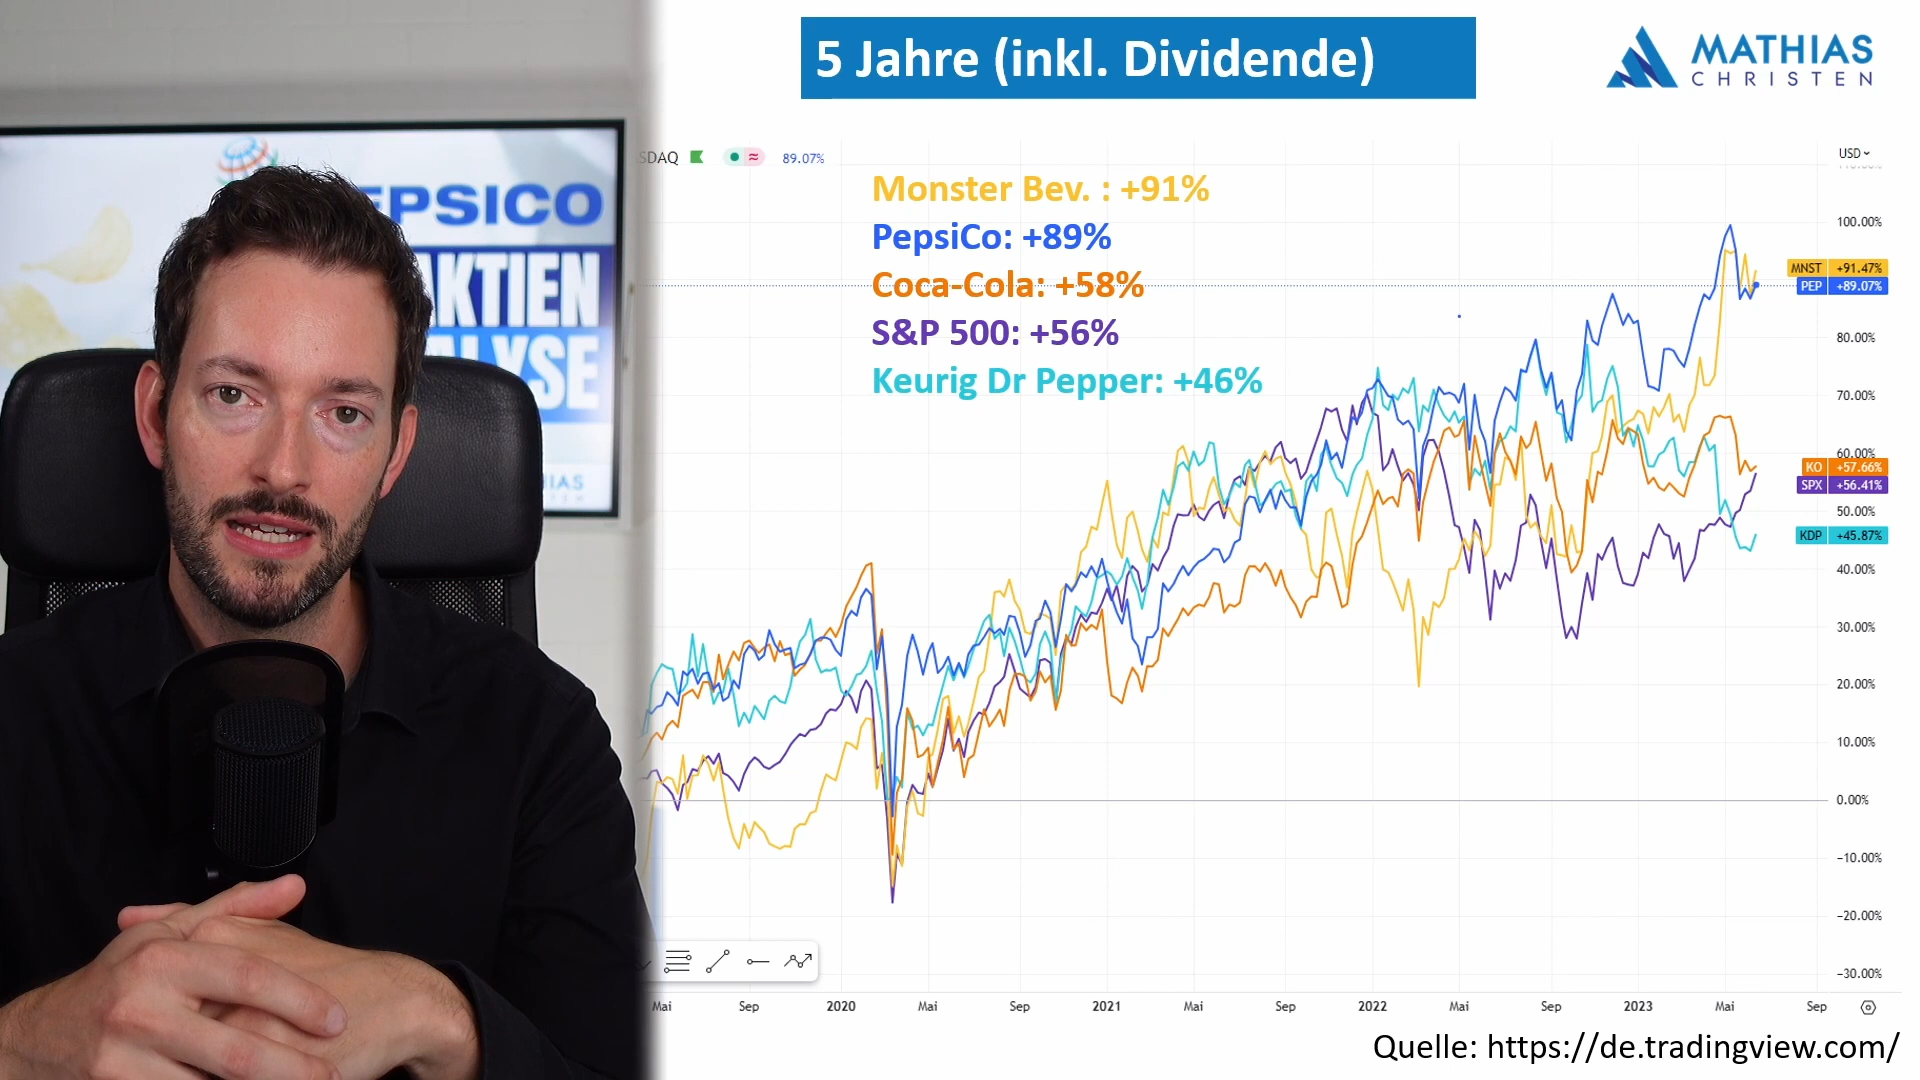 5 Jahre (inkl. Dividende)
MATHIAS
CHRISTEN
SDAQ
89.07%
USD
Monster Bev. : +91%
PepsiCo: +89%
Coca-Cola: +58%
S&P 500: +56%
Keurig Dr Pepper: +46%
EPSICO
AKTIEN
ALYSE
IAS
100.00%
MNST +91.47%
PEP +89.07%
80.00%
70.00%
60.00%
KO +57.66%
SPX +56.41%
50.00%
KDP +45.87%
40.00%
30.00%
20.00%
10.00%
0.00%
−10.00%
−20.00%
−30.00%
Mai Sep 2020 Mai Sep 2021 Mai Sep 2022 Mai Sep 2023 Mai Sep
Quelle: https://de.tradingview.com/